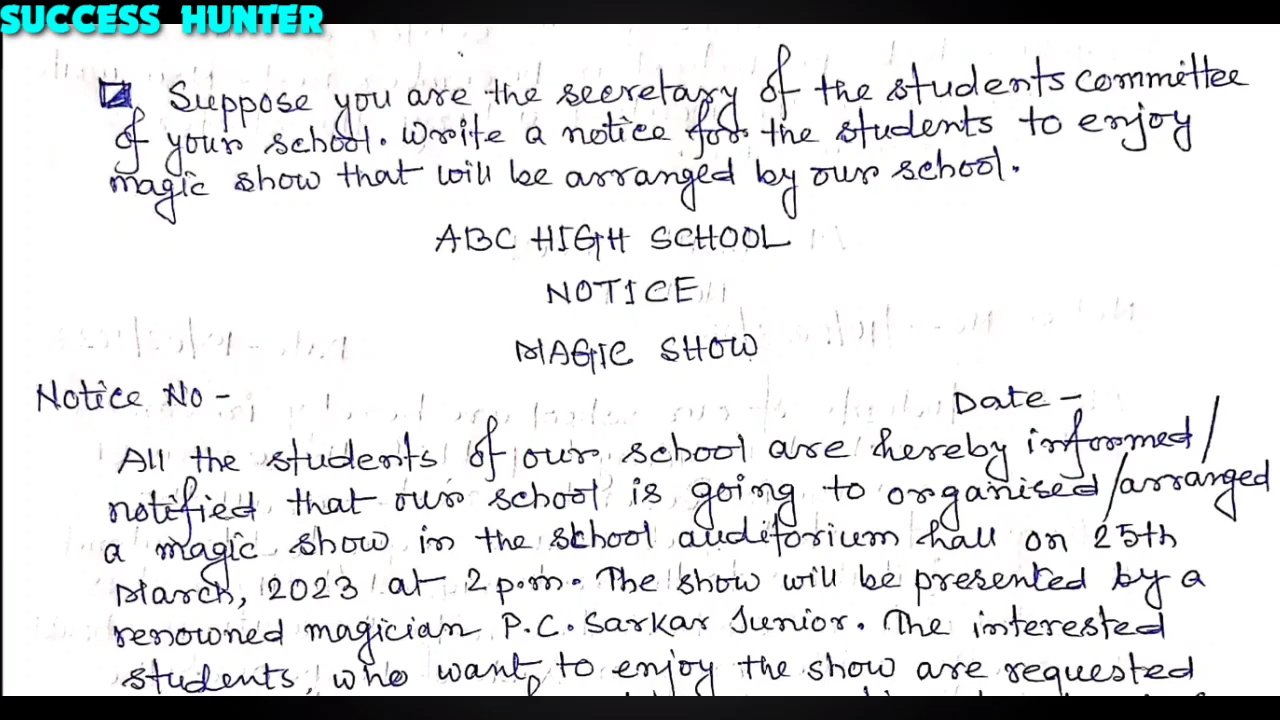 SUCCESS HUNTER
Suppose you are the secretary of the students committee
of your school. Write a notice for the students to enjoy
magic show that will be arranged by our school.
ABC HIGH SCHOOL
NOTICE
MAGIC SHOW
Notice No -
Date -
All the students of our school are hereby informed/
notified that our school is going to organised/arranged
a magic show in the school auditorium hall on 25th
March, 2023 at 2 p.m. The show will be presented by a
renowned magician P.C. Sarkar Junior. The interested
students, who want to enjoy the show are requested